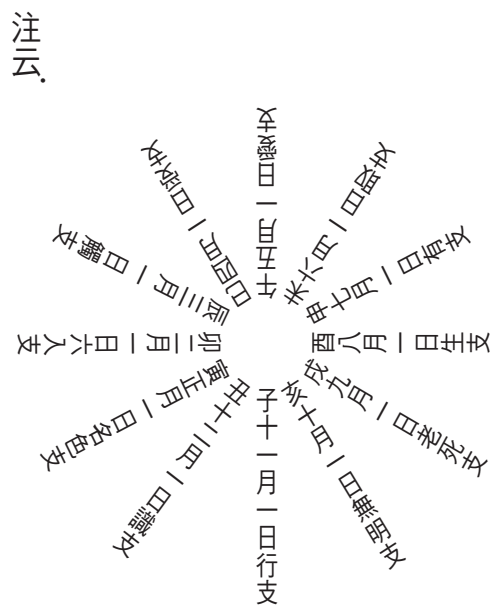 注云.
子十一月一日行支
丑十二月一日識支
寅正月一日名色支
卯二月一日六入支
辰三月一日觸支
巳四月一日受支
午五月一日愛支
未六月一日取支
申七月一日有支
酉八月一日生支
戌九月一日老死支
亥十月一日無明支